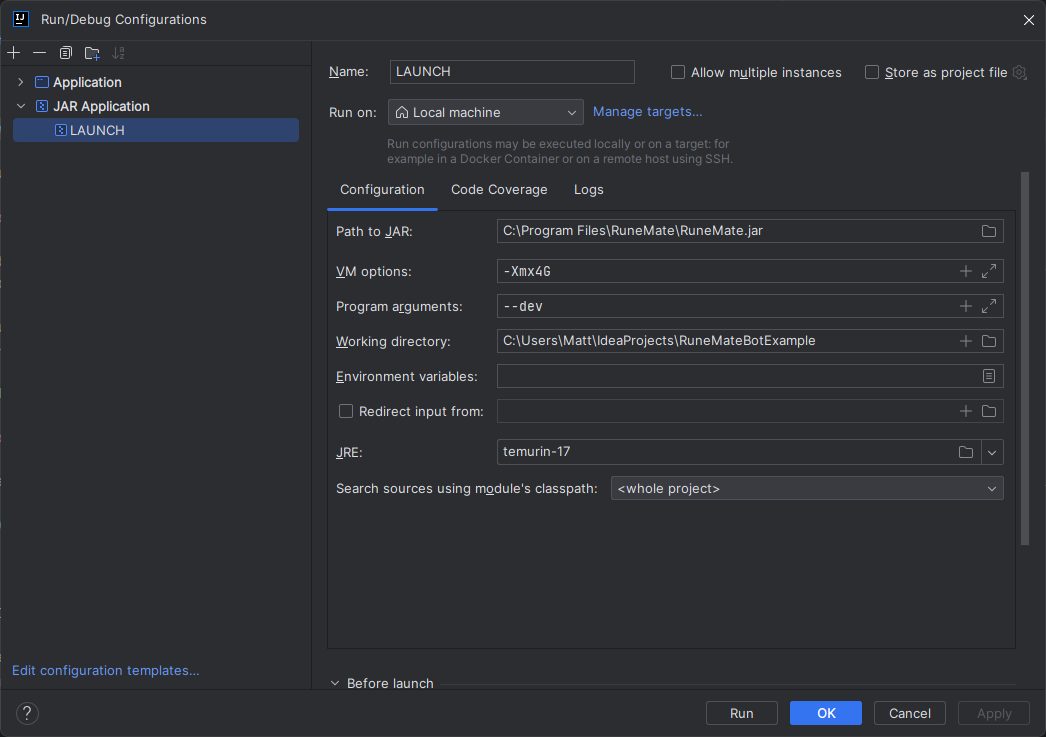 Run/Debug Configurations
Application
JAR Application
LAUNCH
Edit configuration templates...
Name: LAUNCH
Allow multiple instances
Store as project file
Run on: Local machine
Manage targets...
Run configurations may be executed locally or on a target: for
example in a Docker Container or on a remote host using SSH.
Configuration Code Coverage Logs
Path to JAR: C:\Program Files\RuneMate\RuneMate.jar
VM options: -Xmx4G
Program arguments: --dev
Working directory: C:\Users\Matt\IdeaProjects\RuneMateBotExample
Environment variables:
Redirect input from:
JRE: temurin-17
Search sources using module's classpath: <whole project>
Before launch
? Run OK Cancel Apply